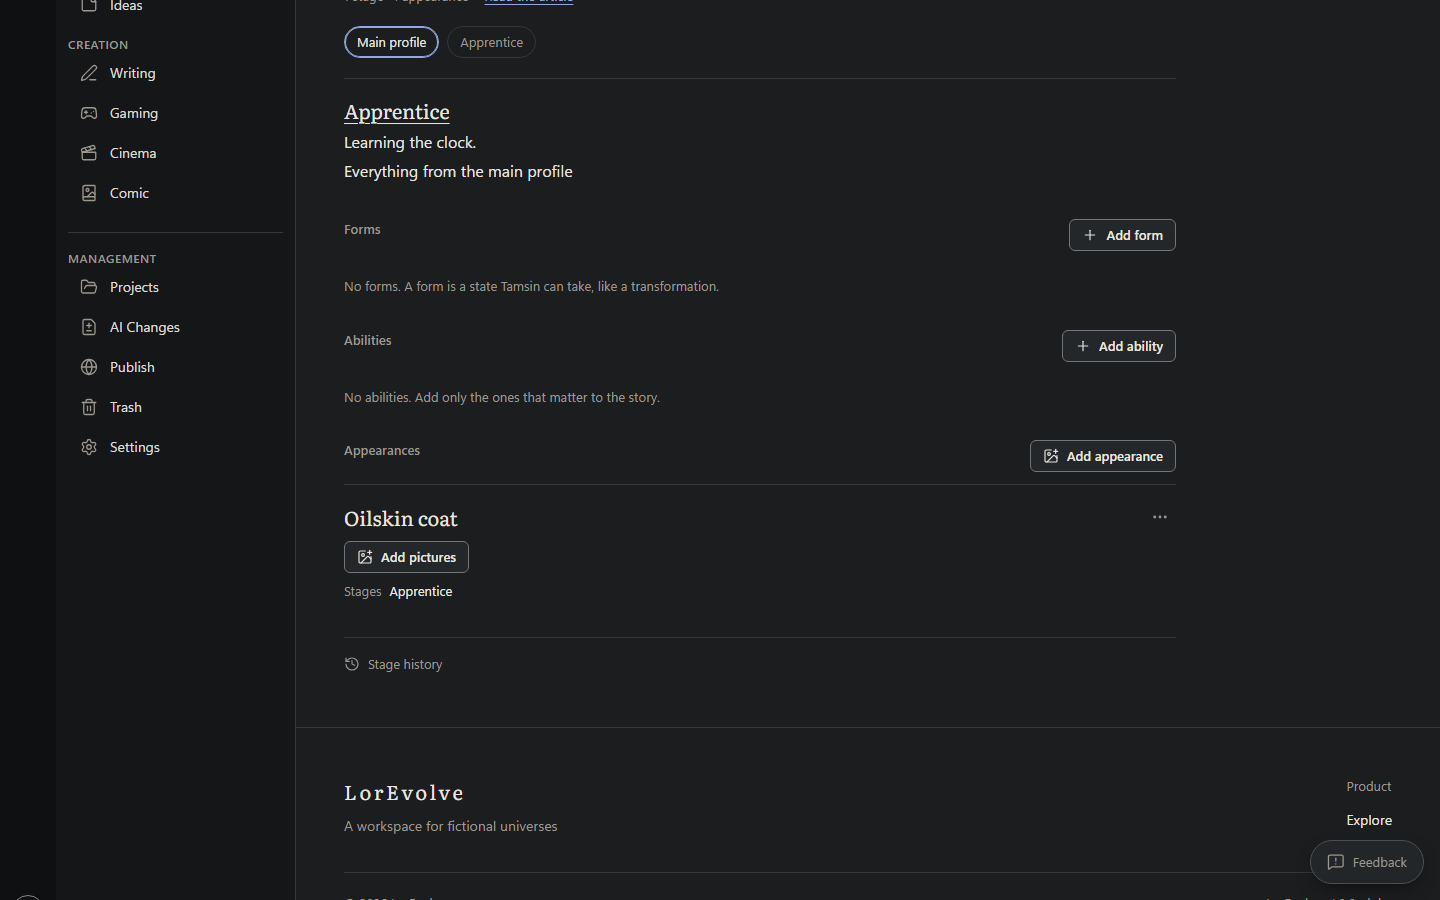 Ideas
CREATION
Writing
Gaming
Cinema
Comic
MANAGEMENT
Projects
AI Changes
Publish
Trash
Settings
Main profile
Apprentice
Apprentice
Learning the clock.
Everything from the main profile
Forms
Add form
No forms. A form is a state Tamsin can take, like a transformation.
Abilities
Add ability
No abilities. Add only the ones that matter to the story.
Appearances
Add appearance
Oilskin coat
Add pictures
Stages Apprentice
Stage history
LorEvolve
A workspace for fictional universes
Product
Explore
Feedback